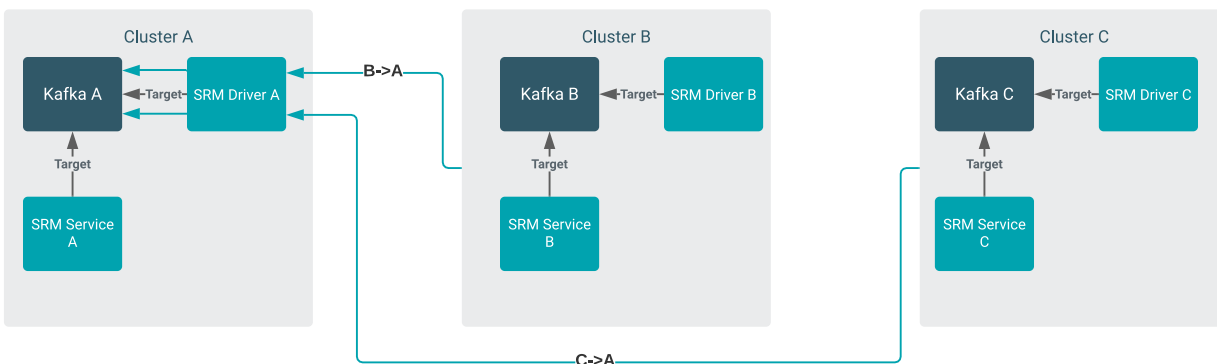 Cluster A
Kafka A
Target
SRM Driver A
Target
SRM Service
A
B->A
Cluster B
Kafka B
Target
SRM Driver B
Target
SRM Service
B
Cluster C
Kafka C
Target
SRM Driver C
Target
SRM Service
C
C->A